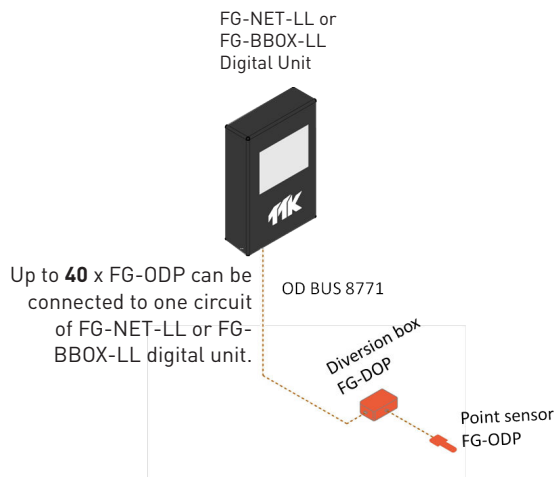 FG-NET-LL or
FG-BBOX-LL
Digital Unit
TTK
Up to 40 x FG-ODP can be
connected to one circuit
of FG-NET-LL or FG-
BBOX-LL digital unit.
OD BUS 8771
Diversion box
FG-DOP
Point sensor
FG-ODP